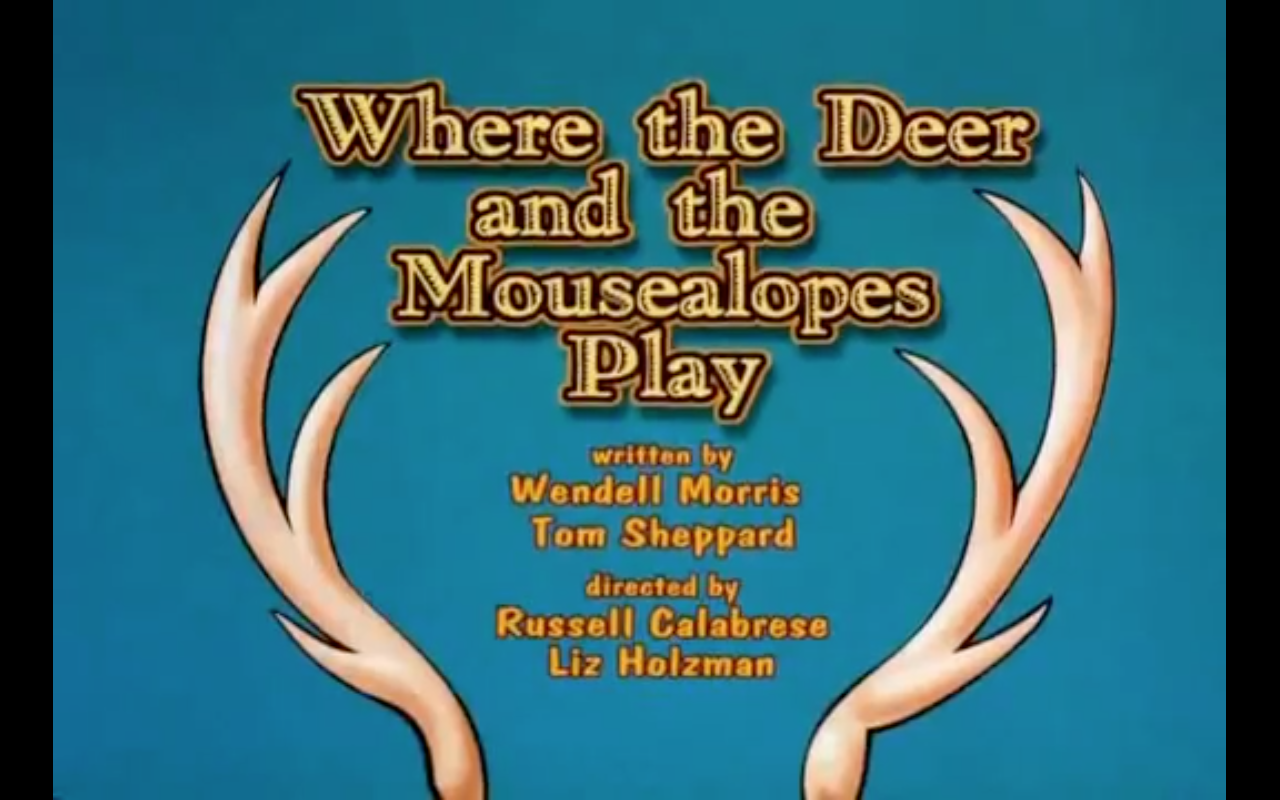 Where the Deer
and the
Mousealopes
Play
written by
Wendell Morris
Tom Sheppard
directed by
Russell Calabrese
Liz Holzman